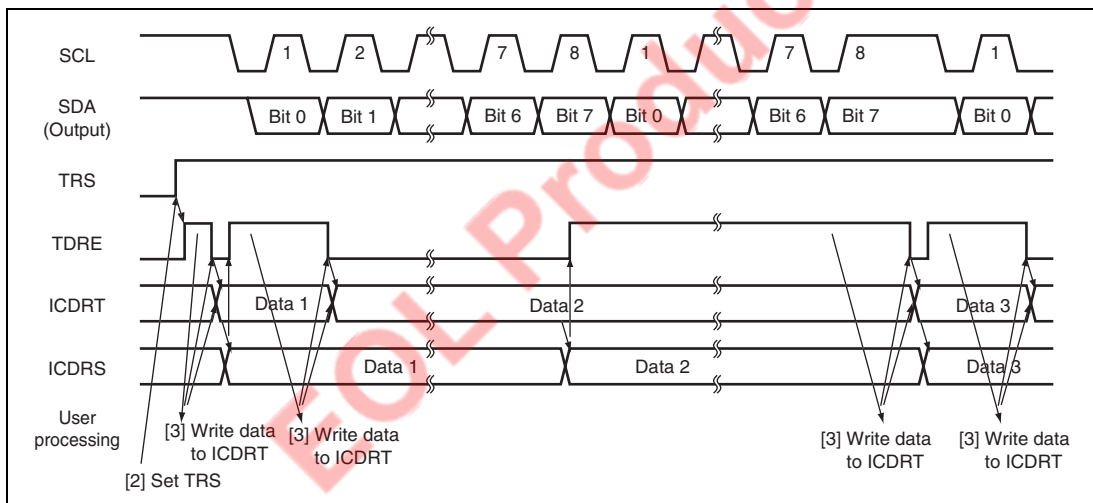 SCL
1 2 7 8 1 7 8 1
SDA
(Output)
Bit 0 Bit 1 Bit 6 Bit 7 Bit 0 Bit 6 Bit 7 Bit 0
TRS
TDRE
ICDRT
Data 1 Data 2 Data 3
ICDRS
Data 1 Data 2 Data 3
User
processing
[3] Write data
to ICDRT
[3] Write data
to ICDRT
[3] Write data
to ICDRT
[3] Write data
to ICDRT
[2] Set TRS
EOL Produc